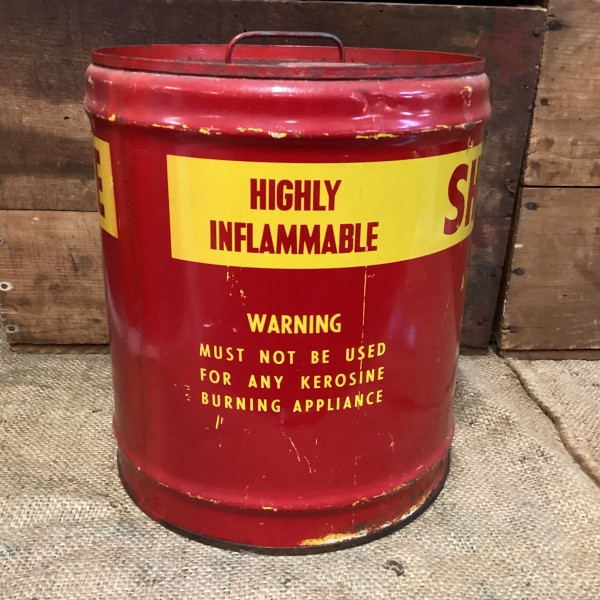 HIGHLY
INFLAMMABLE
WARNING
MUST NOT BE USED
FOR ANY KEROSINE
BURNING APPLIANCE